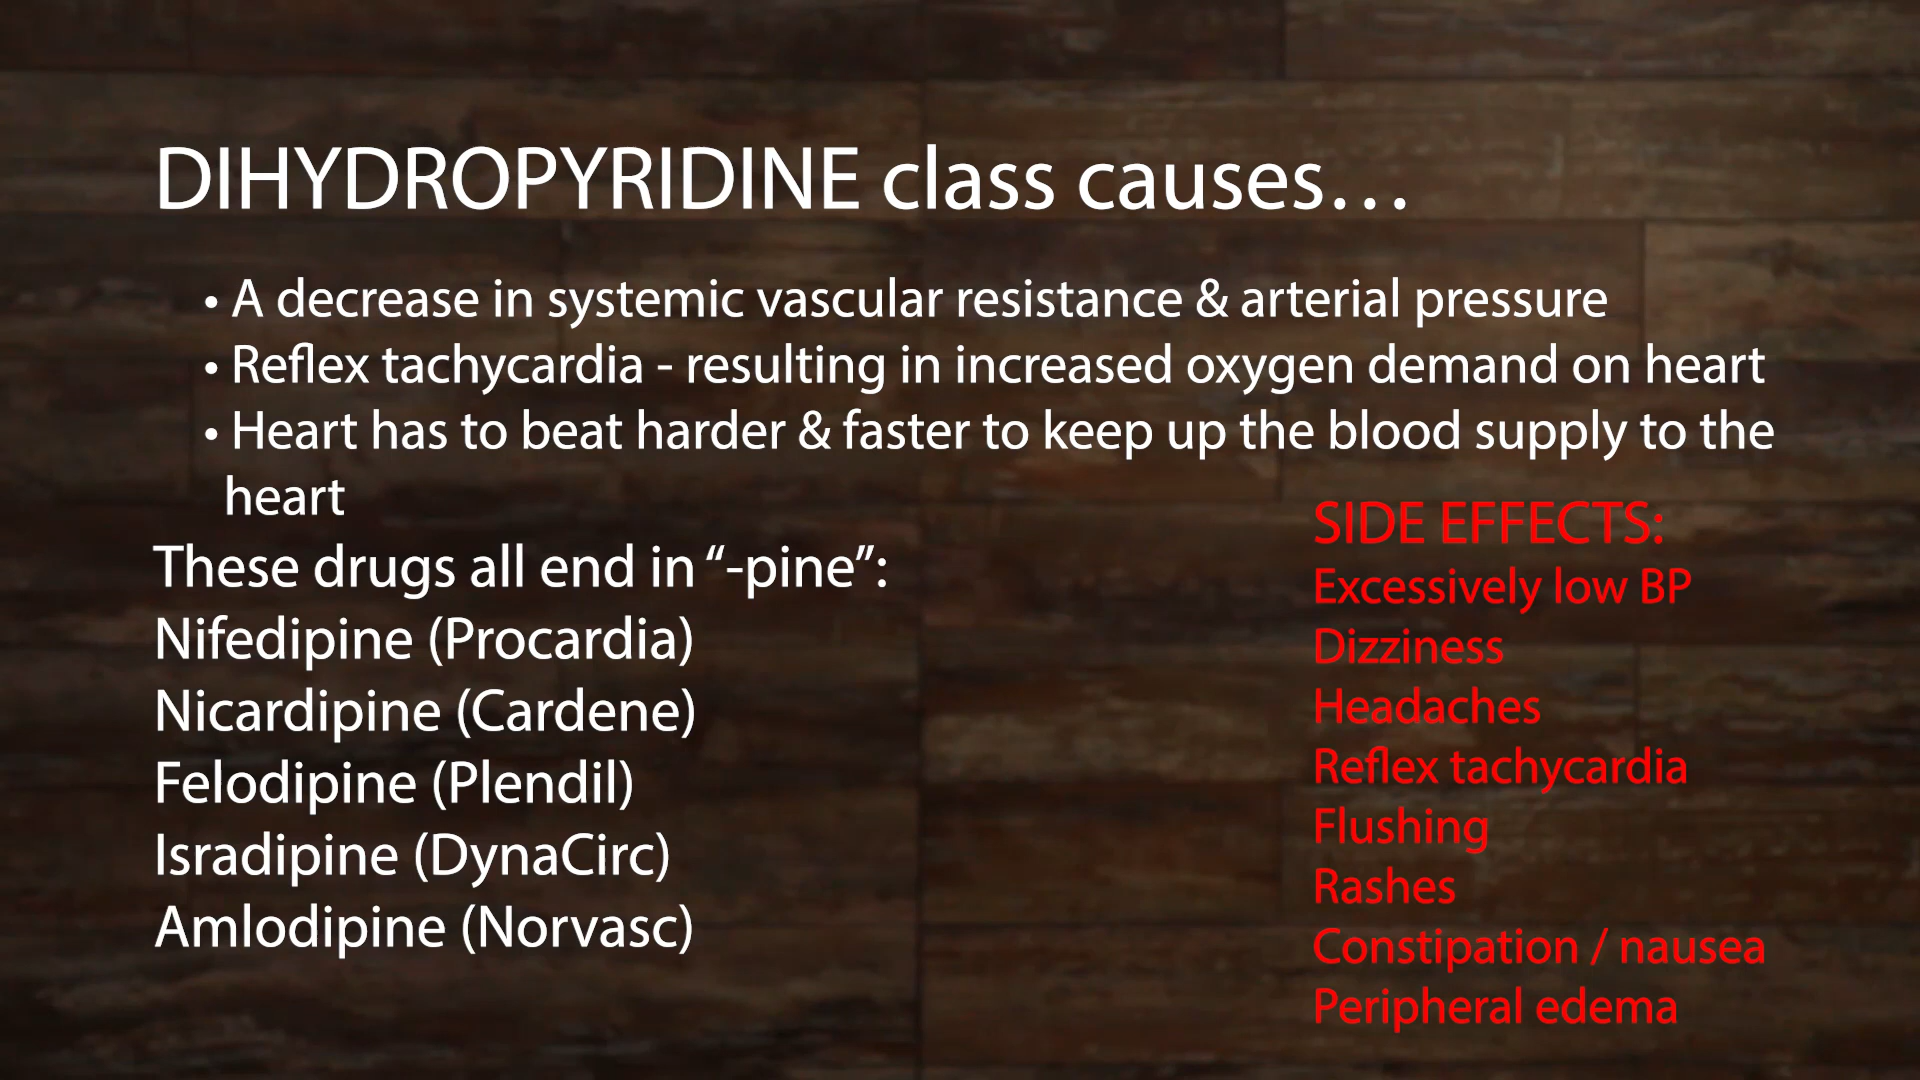 DIHYDROPYRIDINE class causes…
• A decrease in systemic vascular resistance & arterial pressure
• Reflex tachycardia - resulting in increased oxygen demand on heart
• Heart has to beat harder & faster to keep up the blood supply to the
heart
These drugs all end in “-pine”:
Nifedipine (Procardia)
Nicardipine (Cardene)
Felodipine (Plendil)
Isradipine (DynaCirc)
Amlodipine (Norvasc)
SIDE EFFECTS:
Excessively low BP
Dizziness
Headaches
Reflex tachycardia
Flushing
Rashes
Constipation / nausea
Peripheral edema